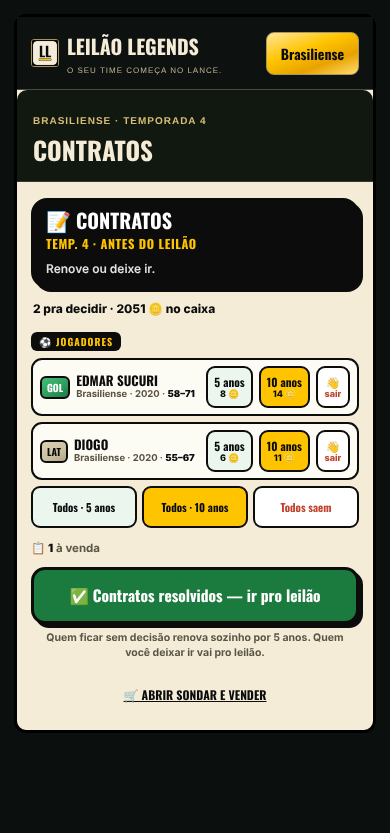 LL
LEILÃO LEGENDS
O SEU TIME COMEÇA NO LANCE.
Brasiliense
BRASILIENSE · TEMPORADA 4
CONTRATOS
📝 CONTRATOS
TEMP. 4 · ANTES DO LEILÃO
Renove ou deixe ir.
2 pra decidir · 2051 🪙 no caixa
⚽ JOGADORES
GOL
EDMAR SUCURI
Brasiliense · 2020 · 58–71
5 anos
8 🪙
10 anos
14 🪙
👋
sair
LAT
DIOGO
Brasiliense · 2020 · 55–67
5 anos
6 🪙
10 anos
11 🪙
👋
sair
Todos · 5 anos
Todos · 10 anos
Todos saem
📋 1 à venda
✅ Contratos resolvidos — ir pro leilão
Quem ficar sem decisão renova sozinho por 5 anos. Quem
você deixar ir vai pro leilão.
🛒 ABRIR SONDAR E VENDER